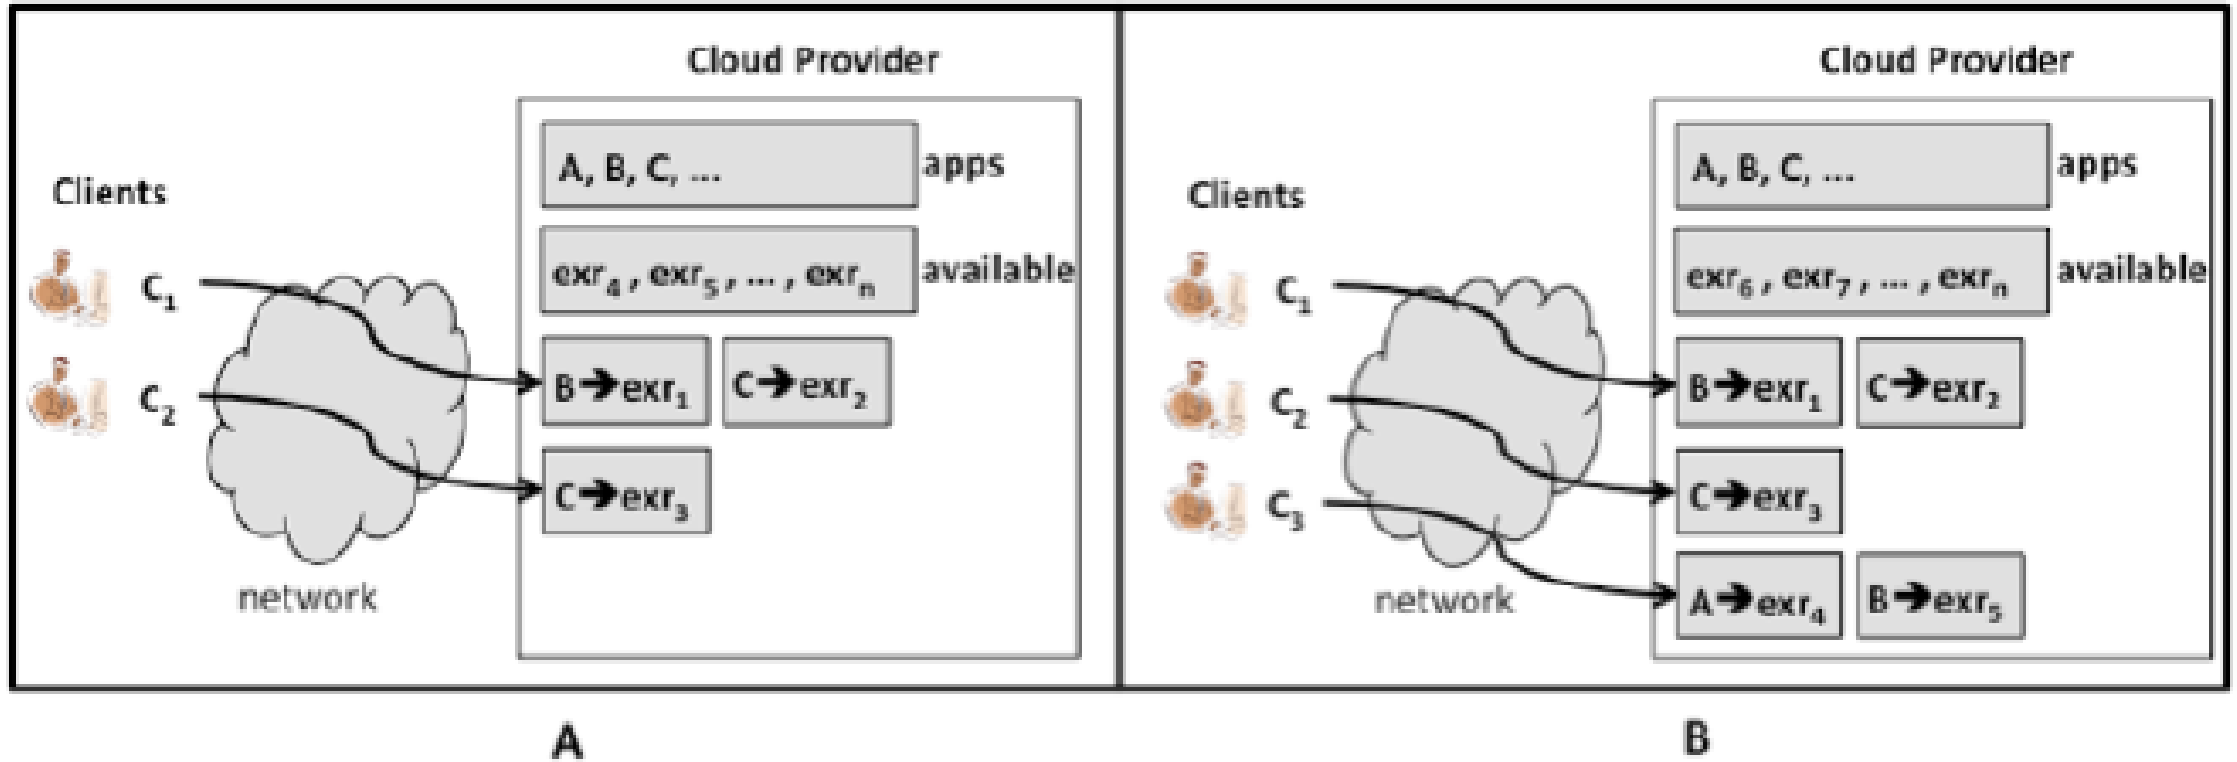 Cloud Provider
A, B, C, ... apps
Clients
exr4 , exr5 , ... , exrn available
C1
B➔exr1 C➔exr2
C2
C➔exr3
network
A
Cloud Provider
A, B, C, ... apps
Clients
exr6 , exr7 , ... , exrn available
C1
B➔exr1 C➔exr2
C2
C➔exr3
C3
A➔exr4 B➔exr5
network
B